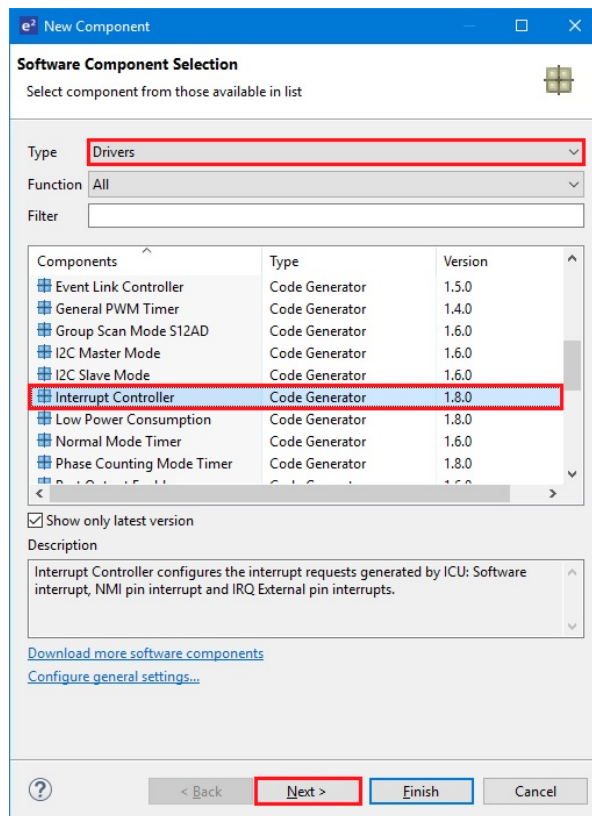 e² New Component
Software Component Selection
Select component from those available in list
Type Drivers
Function All
Filter
Components Type Version
Event Link Controller Code Generator 1.5.0
General PWM Timer Code Generator 1.4.0
Group Scan Mode S12AD Code Generator 1.6.0
I2C Master Mode Code Generator 1.6.0
I2C Slave Mode Code Generator 1.6.0
Interrupt Controller Code Generator 1.8.0
Low Power Consumption Code Generator 1.8.0
Normal Mode Timer Code Generator 1.6.0
Phase Counting Mode Timer Code Generator 1.8.0
Show only latest version
Description
Interrupt Controller configures the interrupt requests generated by ICU: Software
interrupt, NMI pin interrupt and IRQ External pin interrupts.
Download more software components
Configure general settings...
? < Back Next > Finish Cancel